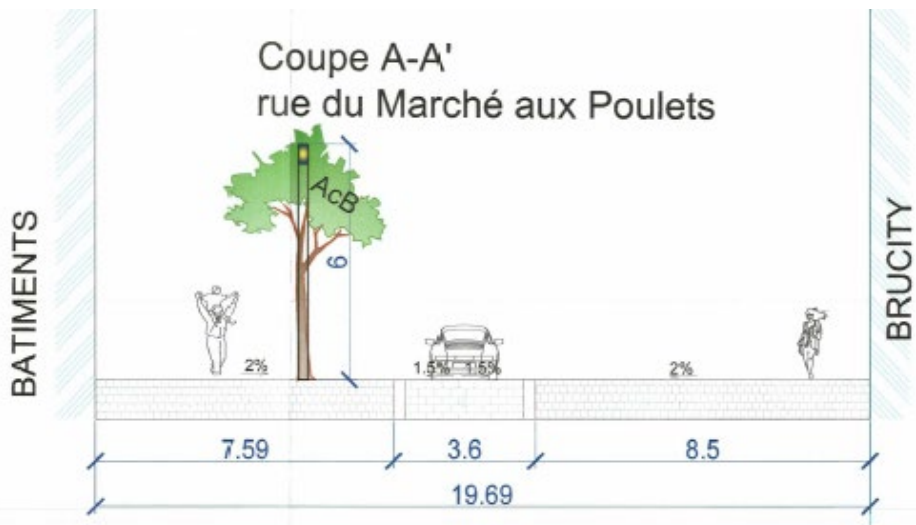 Coupe A-A'
rue du Marché aux Poulets
AcB
BATIMENTS
BRUCITY
6
2%
1.5% 1.5%
2%
7.59
3.6
8.5
19.69